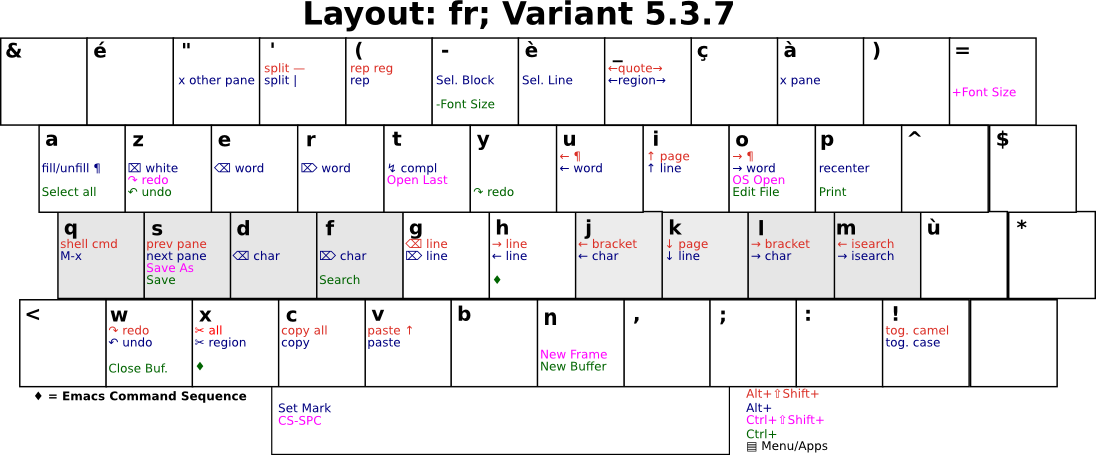 Layout: fr; Variant 5.3.7
& é " ' ( - è _ ç à ) =
split — rep reg ←quote→
x other pane split | rep Sel. Block Sel. Line ←region→ x pane
+Font Size
-Font Size
a z e r t y u i o p ^ $
← ¶ ↑ page → ¶
fill/unfill ¶ ⌧ white ⌫ word ⌦ word ↯ compl ← word ↑ line → word recenter
↷ redo Open Last OS Open
Select all ↶ undo ↷ redo Edit File Print
q s d f g h j k l m ù *
shell cmd prev pane ⌫ line → line ← bracket ↓ page → bracket ← isearch
M-x next pane ⌫ char ⌦ char ⌦ line ← line ← char ↓ line → char → isearch
Save As
Save Search ♦
< w x c v b n , ; : !
↷ redo ✂ all copy all paste ↑ tog. camel
↶ undo ✂ region copy paste tog. case
New Frame
Close Buf. ♦ New Buffer
♦ = Emacs Command Sequence Alt+⇧Shift+
Set Mark Alt+
CS-SPC Ctrl+⇧Shift+
Ctrl+
▤ Menu/Apps